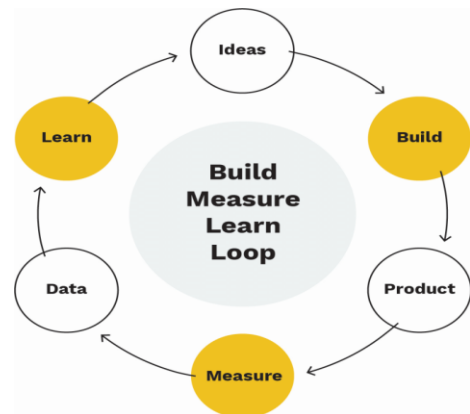 Ideas
Learn
Build
Build
Measure
Learn
Loop
Data
Product
Measure